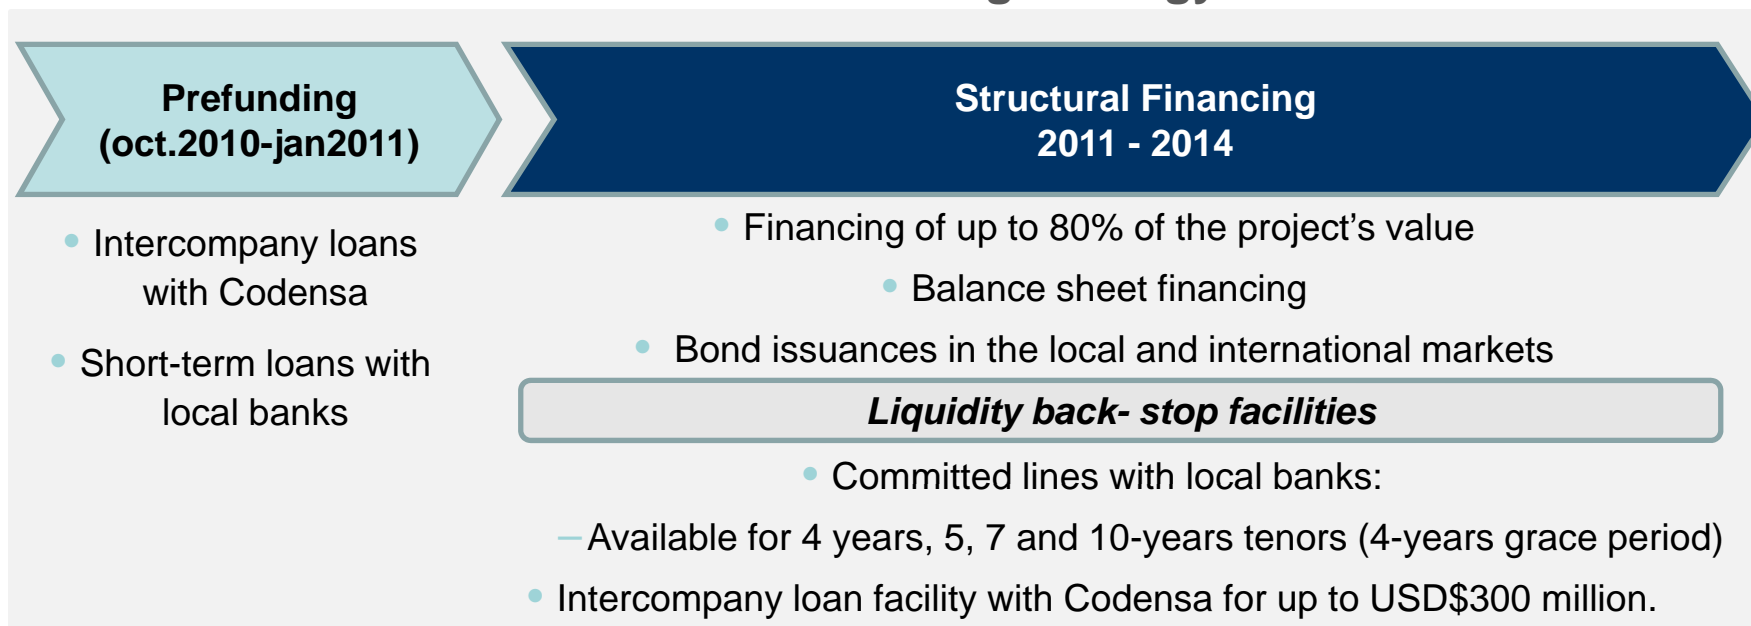 Prefunding
(oct.2010-jan2011)
Structural Financing
2011 - 2014
• Intercompany loans
with Codensa
• Short-term loans with
local banks
• Financing of up to 80% of the project's value
• Balance sheet financing
• Bond issuances in the local and international markets
Liquidity back- stop facilities
• Committed lines with local banks:
–Available for 4 years, 5, 7 and 10-years tenors (4-years grace period)
• Intercompany loan facility with Codensa for up to USD$300 million.